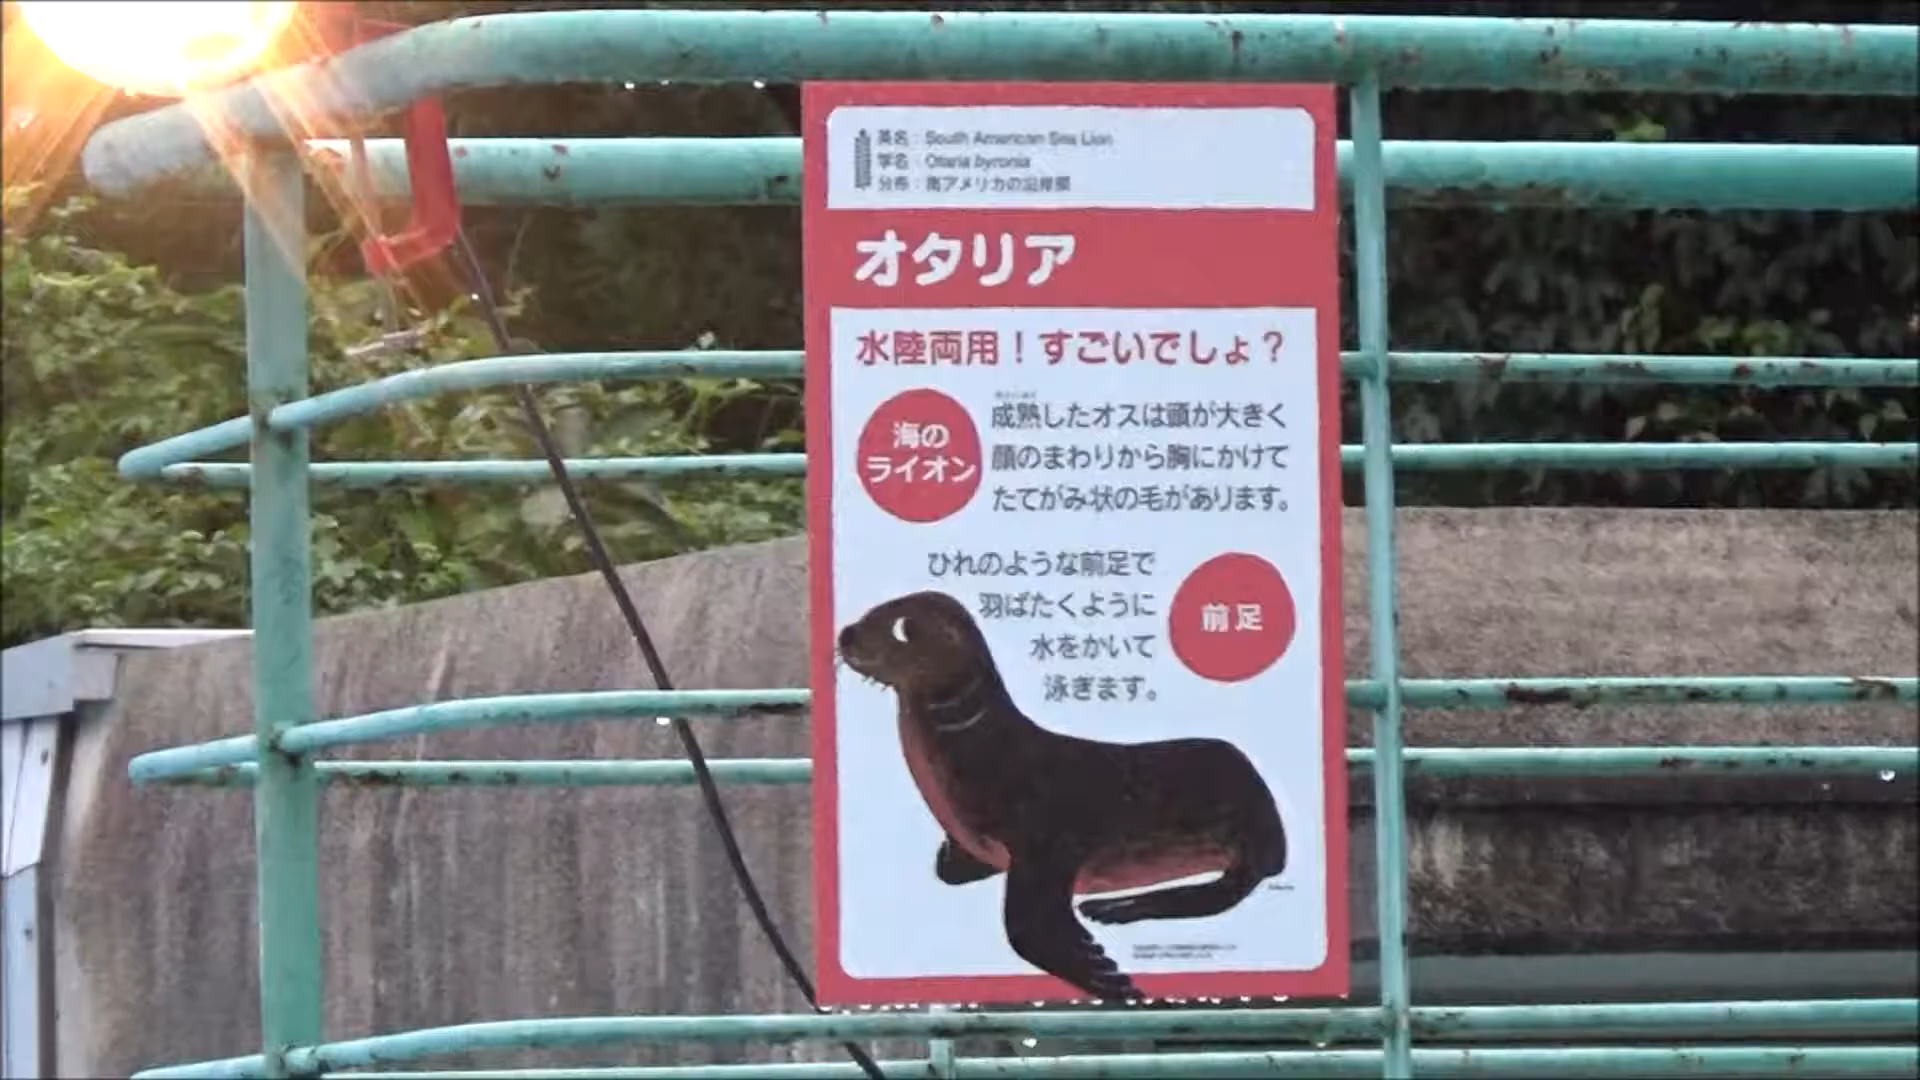 英名：South American Sea Lion
学名：Otaria byronia
分布：南アメリカの沿岸域
オタリア
水陸両用！すごいでしょ？
海の
ライオン
成熟したオスは頭が大きく
顔のまわりから胸にかけて
たてがみ状の毛があります。
ひれのような前足で
羽ばたくように
水をかいて
泳ぎます。
前足